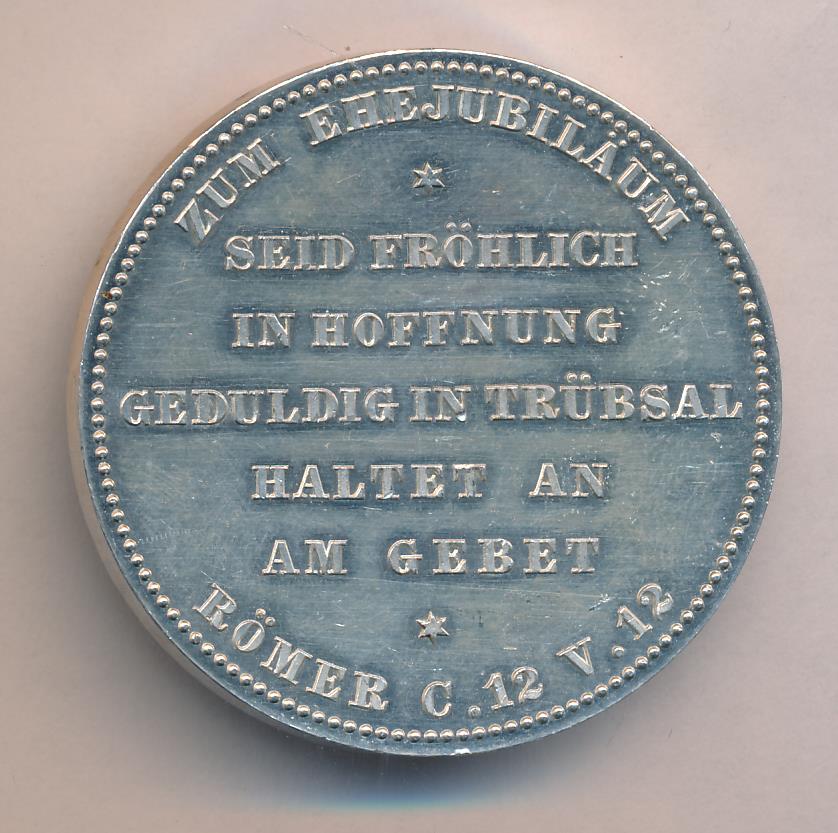 ZUM EHEJUBILÄUM
SEID FRÖHLICH
IN HOFFNUNG
GEDULDIG IN TRÜBSAL
HALTET AN
AM GEBET
RÖMER C.12 V.12